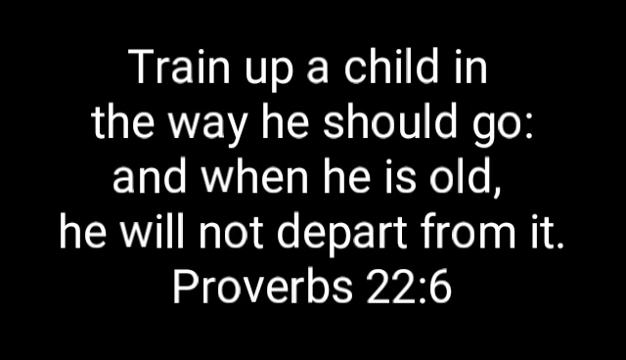 Train up a child in
the way he should go:
and when he is old,
he will not depart from it.
Proverbs 22:6